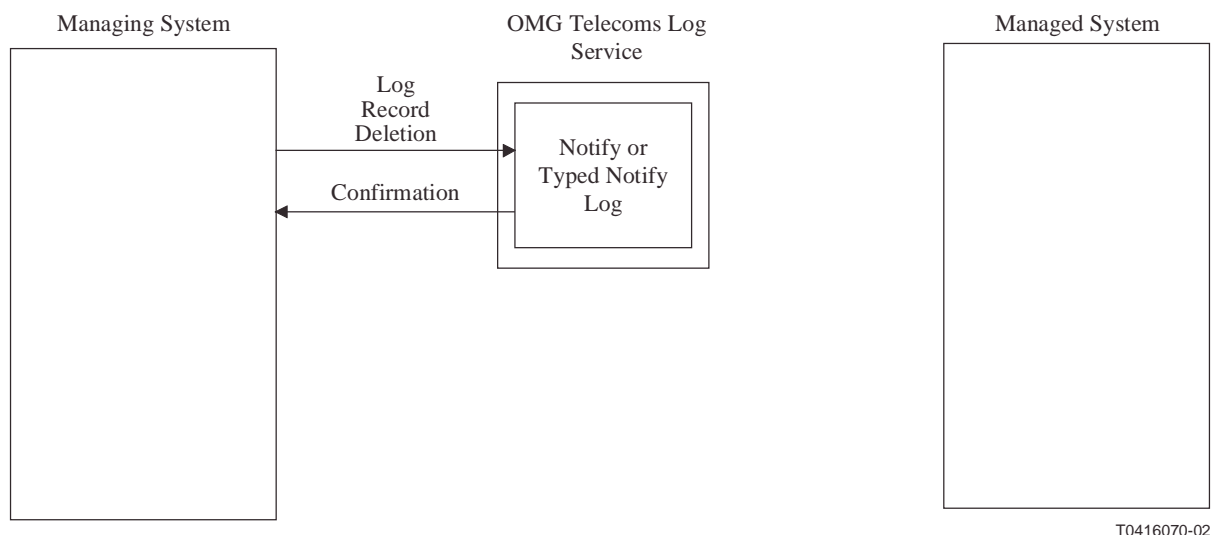 Managing System
OMG Telecoms Log
Service
Managed System
Log
Record
Deletion
Confirmation
Notify or
Typed Notify
Log
T0416070-02